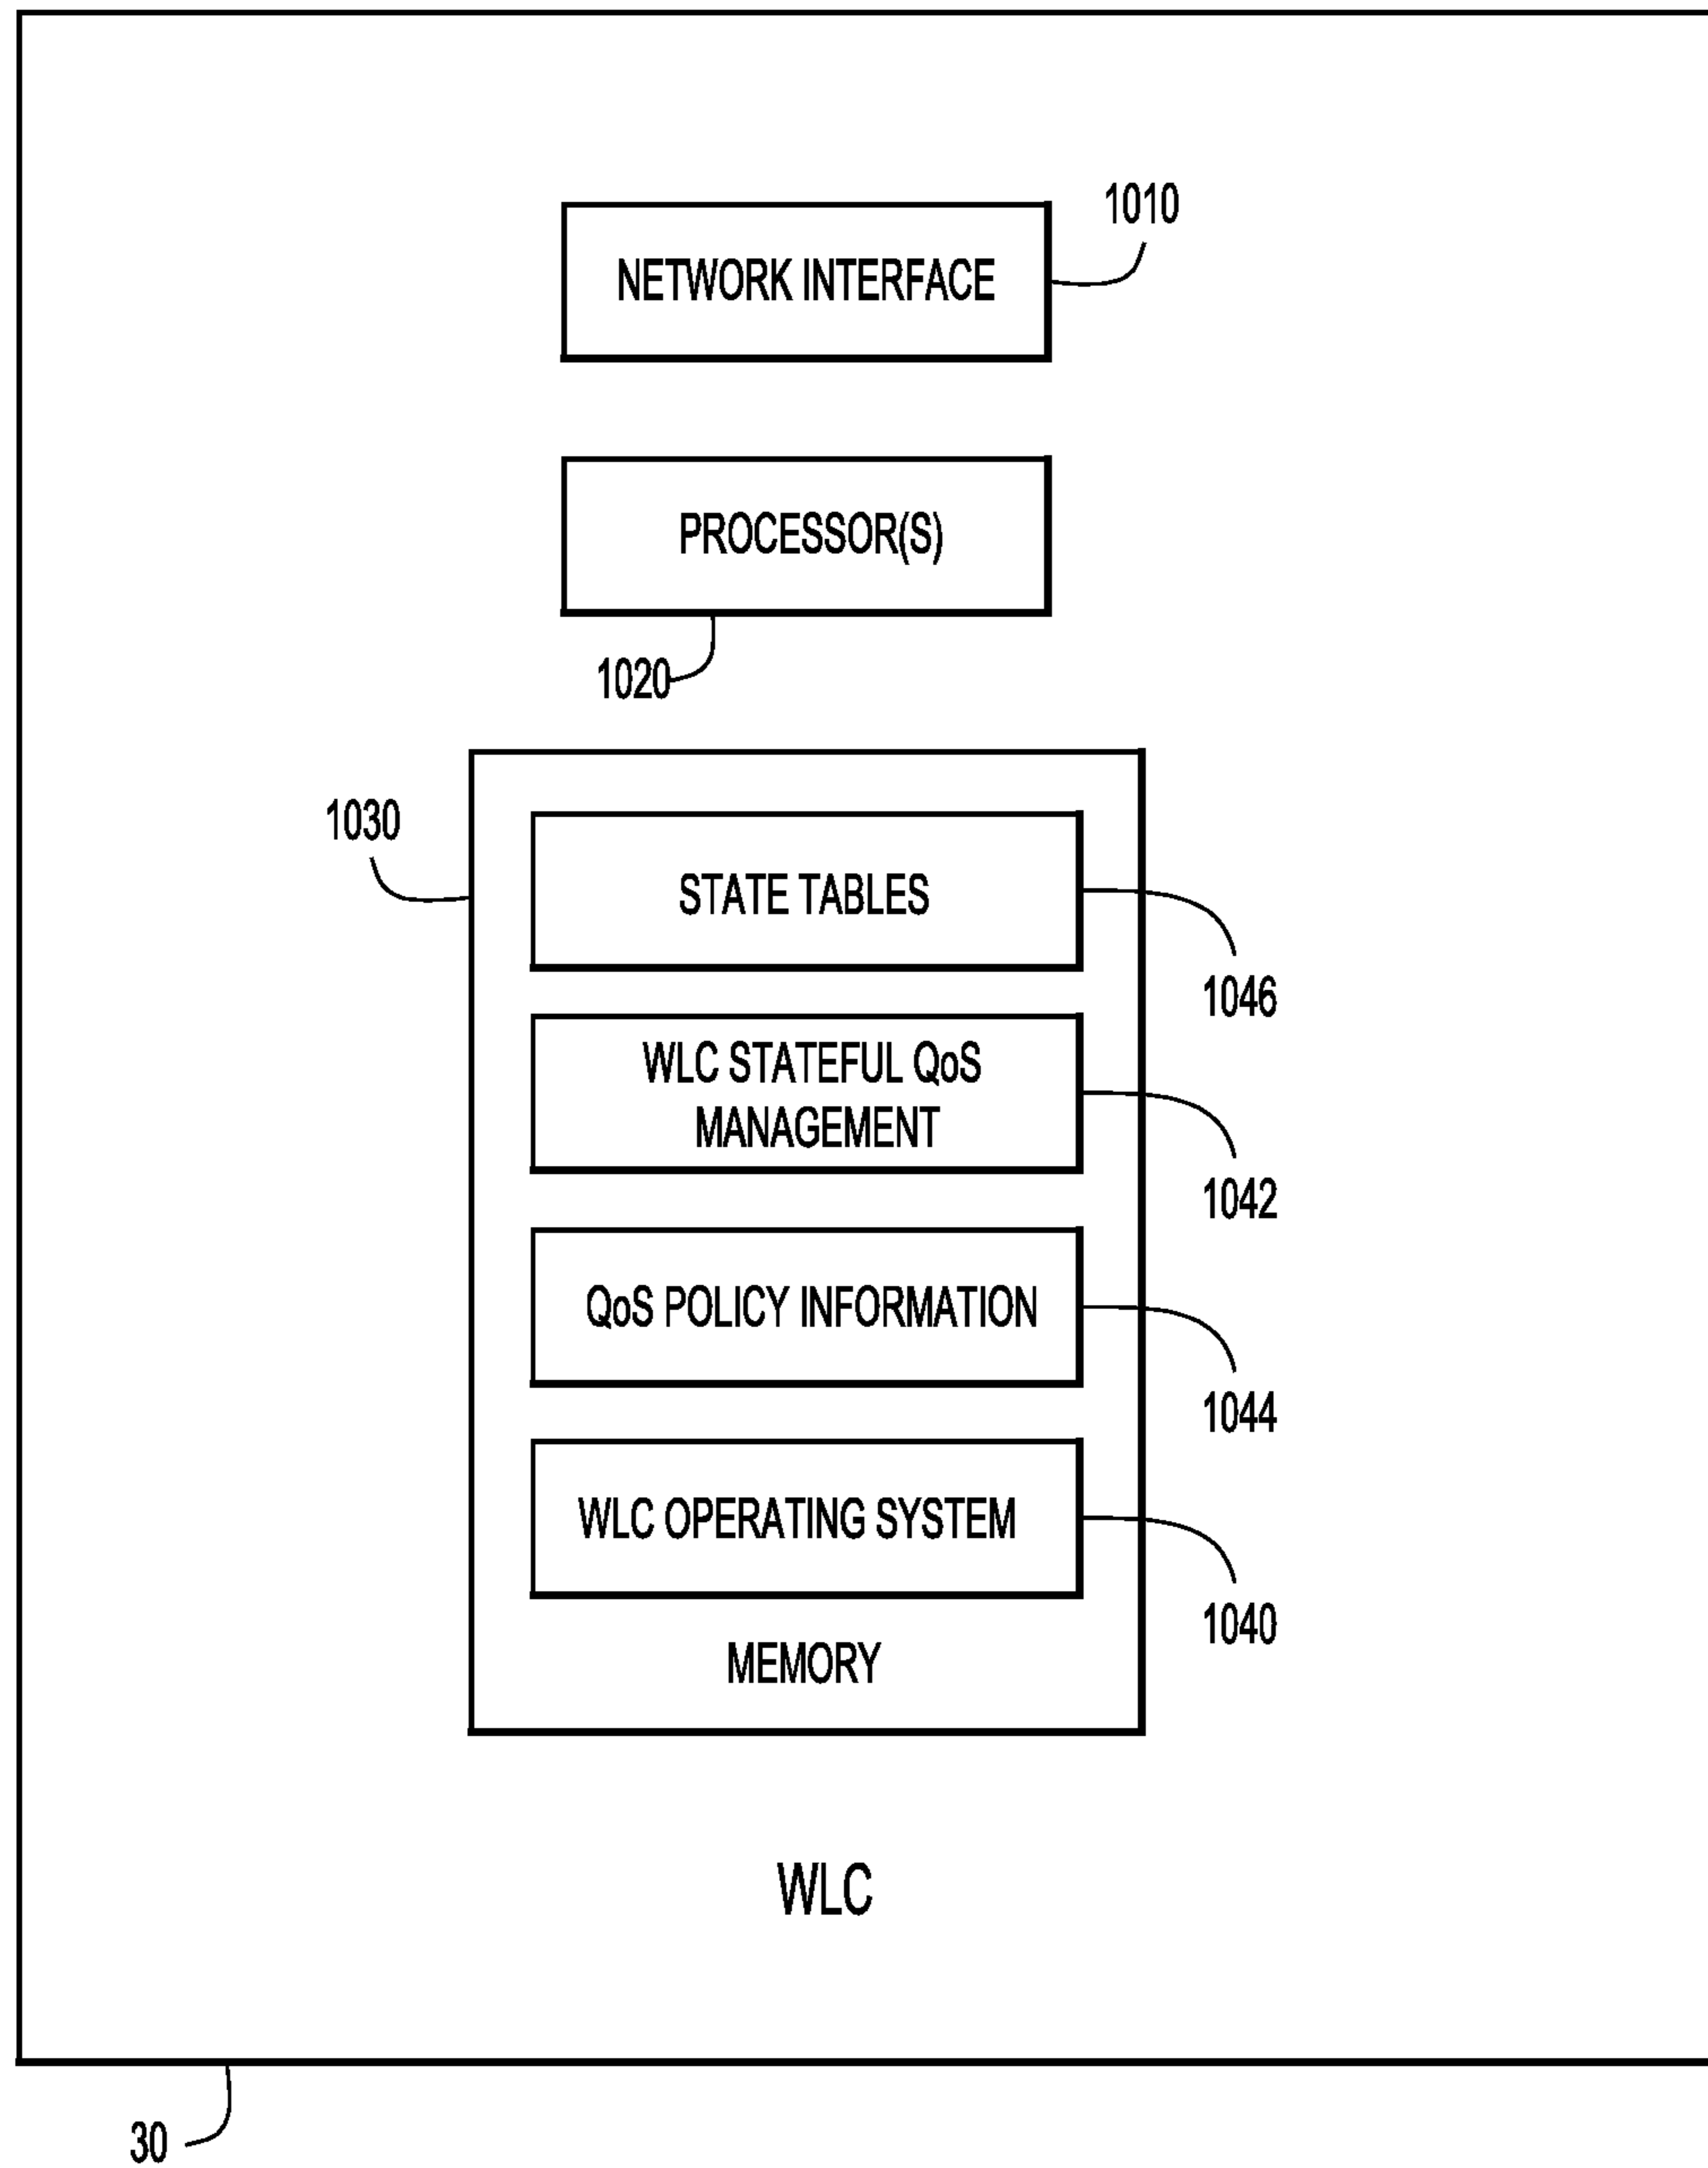 1010
NETWORK INTERFACE
PROCESSOR(S)
1020
1030
STATE TABLES
1046
WLC STATEFUL QoS
MANAGEMENT
1042
QoS POLICY INFORMATION
1044
WLC OPERATING SYSTEM
1040
MEMORY
WLC
30